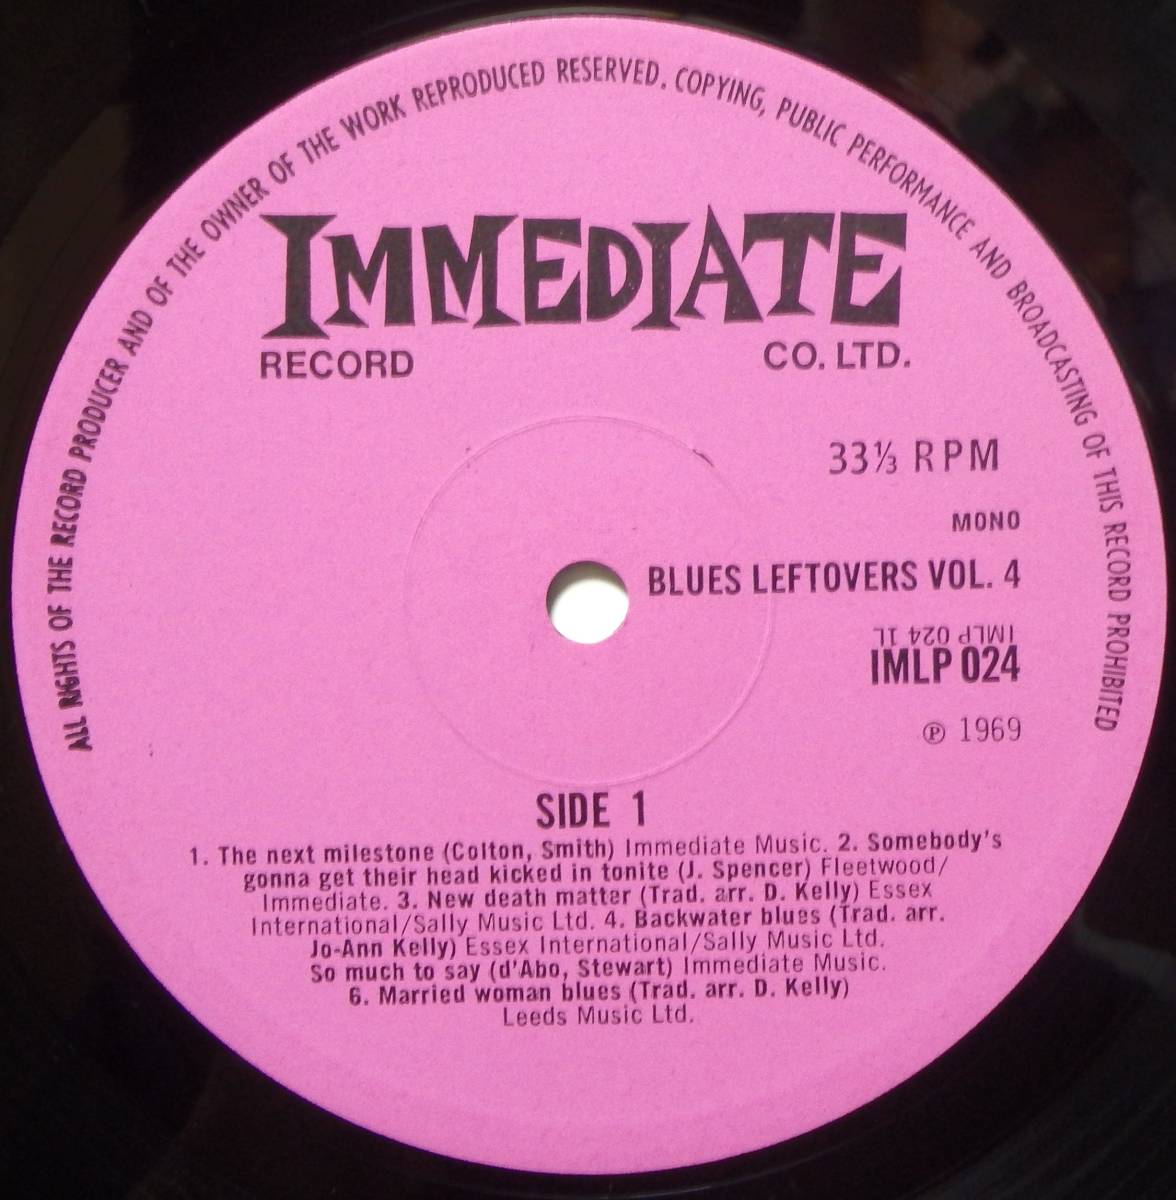 ALL RIGHTS OF THE RECORD PRODUCER AND OF THE OWNER OF THE WORK REPRODUCED RESERVED. COPYING, PUBLIC PERFORMANCE AND BROADCASTING OF THIS RECORD PROHIBITED
IMMEDIATE
RECORD CO. LTD.
33⅓ RPM
MONO
BLUES LEFTOVERS VOL. 4
IMLP 024 1L
IMLP 024
℗ 1969
SIDE 1
1. The next milestone (Colton, Smith) Immediate Music. 2. Somebody's
gonna get their head kicked in tonite (J. Spencer) Fleetwood/
Immediate. 3. New death matter (Trad. arr. D. Kelly) Essex
International/Sally Music Ltd. 4. Backwater blues (Trad. arr.
Jo-Ann Kelly) Essex International/Sally Music Ltd.
So much to say (d'Abo, Stewart) Immediate Music.
6. Married woman blues (Trad. arr. D. Kelly)
Leeds Music Ltd.